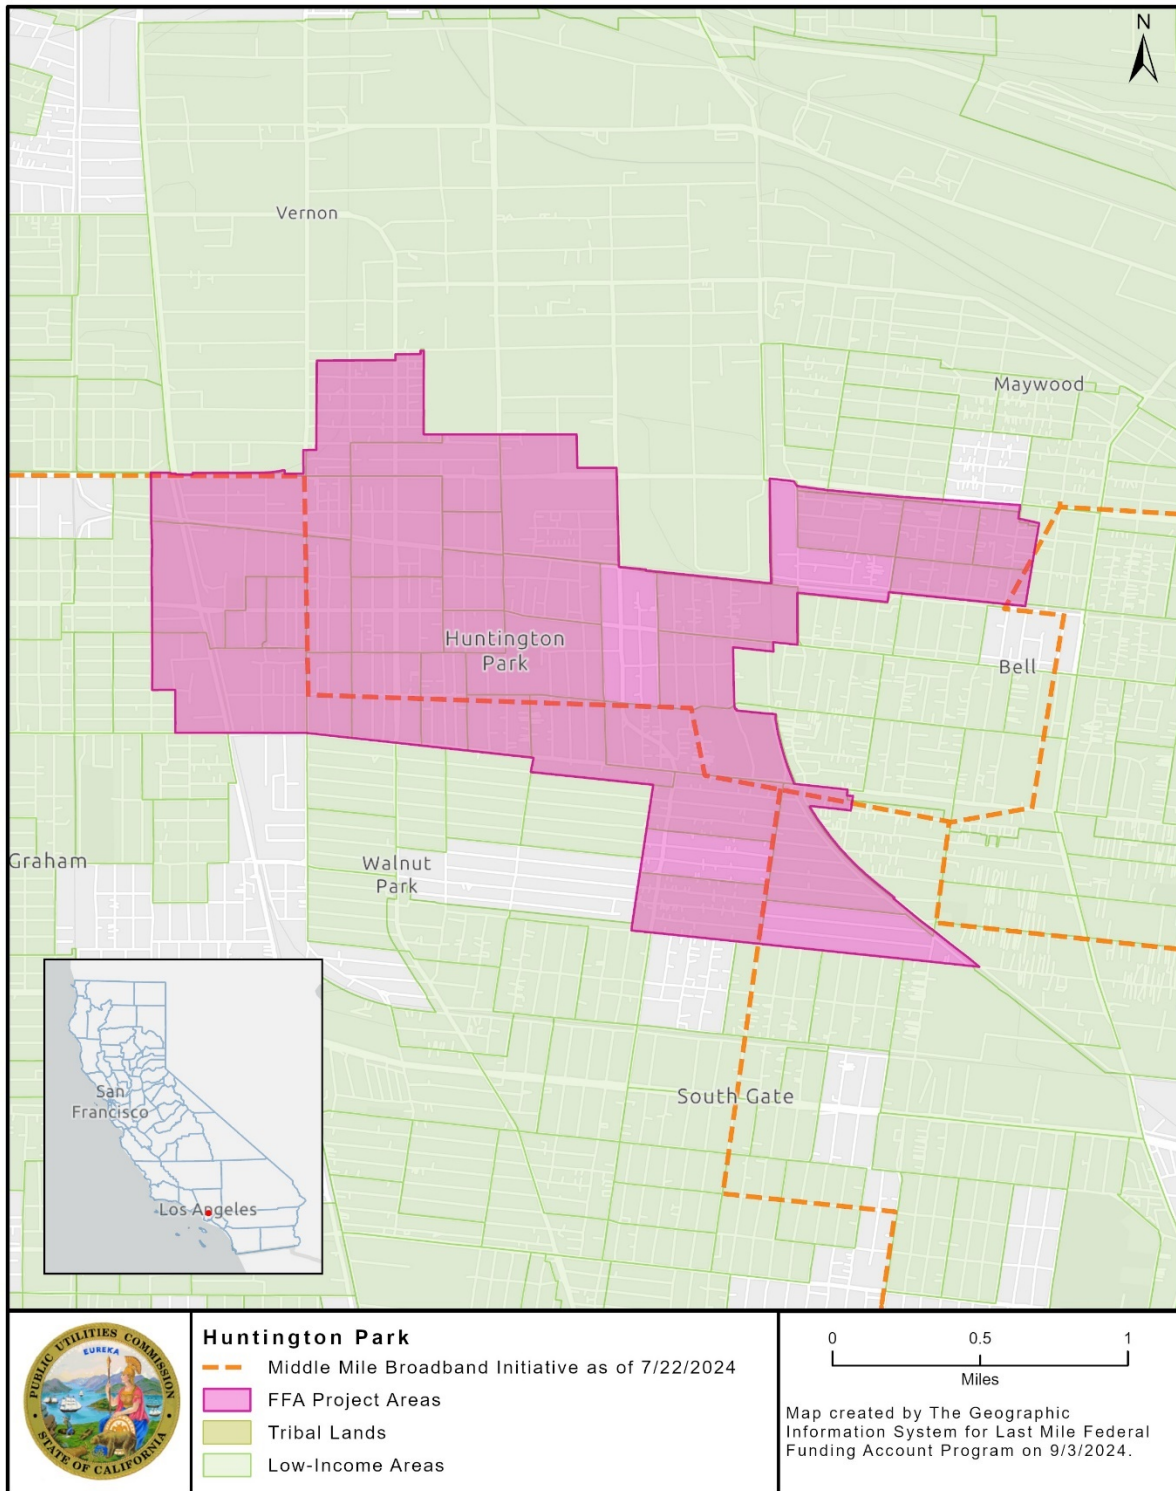 N
Vernon
Maywood
Huntington
Park
Bell
Graham
Walnut
Park
South Gate
San
Francisco
Los Angeles
PUBLIC UTILITIES COMMISSION
EUREKA
STATE OF CALIFORNIA
Huntington Park
Middle Mile Broadband Initiative as of 7/22/2024
FFA Project Areas
Tribal Lands
Low-Income Areas
0 0.5 1
Miles
Map created by The Geographic
Information System for Last Mile Federal
Funding Account Program on 9/3/2024.